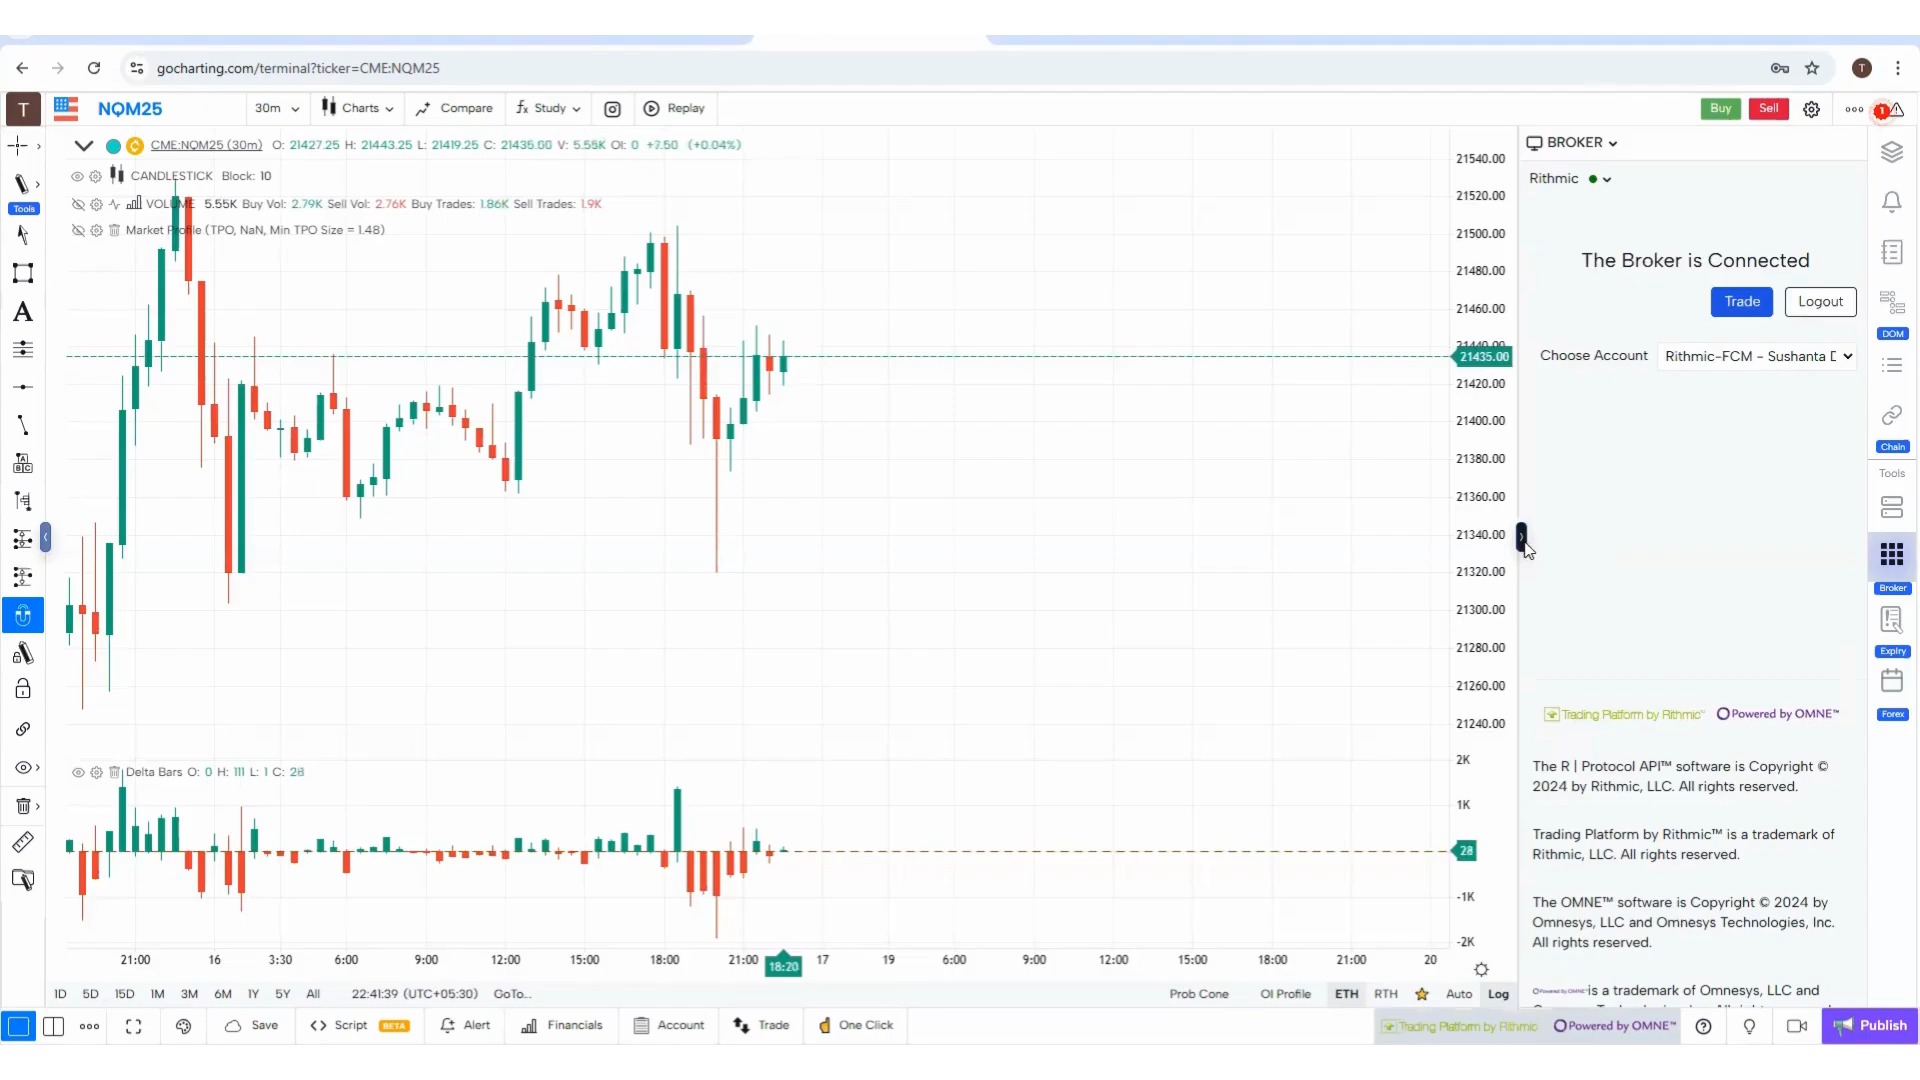 gocharting.com/terminal?ticker=CME:NQM25
T
T
NQM25
30m
Charts
Compare
fx Study
Replay
Buy
Sell
1
CME:NQM25 (30m) O: 21427.25 H: 21443.25 L: 21419.25 C: 21435.00 V: 5.55K OI: 0 +7.50 (+0.04%)
CANDLESTICK Block: 10
VOLUME 5.55K Buy Vol: 2.79K Sell Vol: 2.76K Buy Trades: 1.86K Sell Trades: 1.9K
Market Profile (TPO, NaN, Min TPO Size = 1.48)
Tools
A
21540.00
21520.00
21500.00
21480.00
21460.00
21440.00
21435.00
21420.00
21400.00
21380.00
21360.00
21340.00
21320.00
21300.00
21280.00
21260.00
21240.00
Delta Bars O: 0 H: 111 L: 1 C: 28
2K
1K
28
-1K
-2K
21:00 16 3:30 6:00 9:00 12:00 15:00 18:00 21:00 18:20 17 19 6:00 9:00 12:00 15:00 18:00 21:00 20
1D 5D 15D 1M 3M 6M 1Y 5Y All 22:41:39 (UTC+05:30) GoTo... Prob Cone OI Profile ETH RTH Auto Log
Save
Script BETA
Alert
Financials
Account
Trade
One Click
Trading Platform by Rithmic
Powered by OMNE™
Publish
BROKER
Rithmic
The Broker is Connected
Trade
Logout
Choose Account
Rithmic-FCM - Sushanta D
Trading Platform by Rithmic™ Powered by OMNE™
The R | Protocol API™ software is Copyright ©
2024 by Rithmic, LLC. All rights reserved.
Trading Platform by Rithmic™ is a trademark of
Rithmic, LLC. All rights reserved.
The OMNE™ software is Copyright © 2024 by
Omnesys, LLC and Omnesys Technologies, Inc.
All rights reserved.
Powered by OMNE™ is a trademark of Omnesys, LLC and
DOM
Chain
Tools
Broker
Expiry
Forex